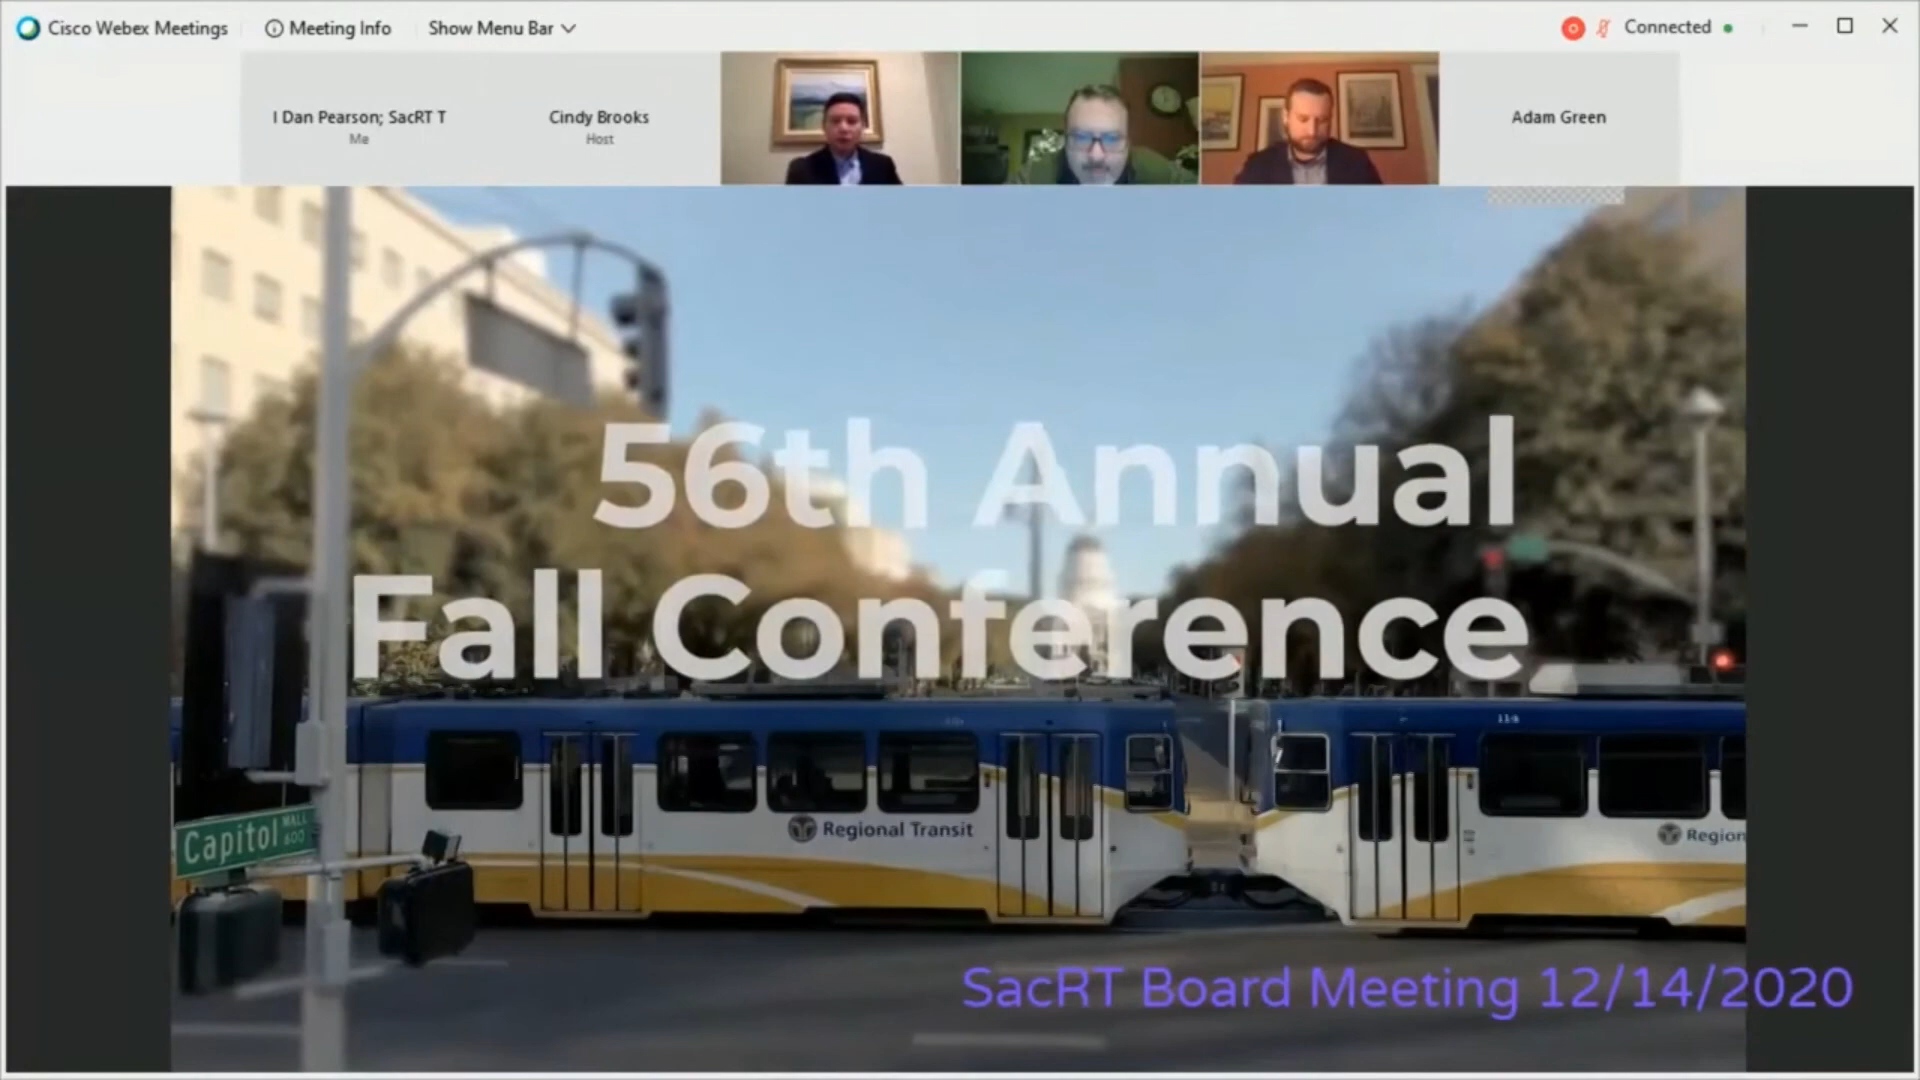 Cisco Webex Meetings
Meeting Info
Show Menu Bar
Connected
I Dan Pearson; SacRT T
Me
Cindy Brooks
Host
Adam Green
56th Annual
Fall Conference
118
Regional Transit
Region
Capitol MALL
600
SacRT Board Meeting 12/14/2020